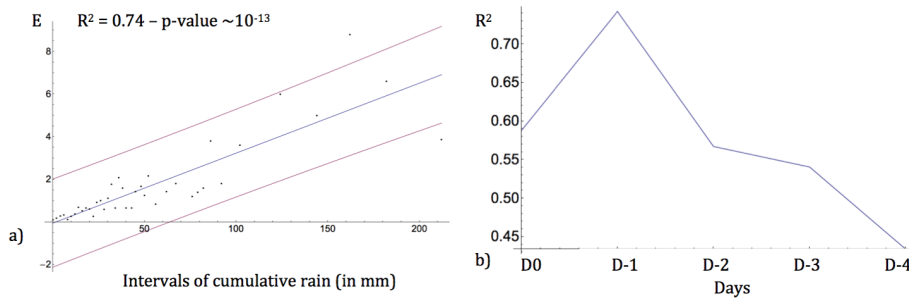 E R² = 0.74 – p-value ~10⁻¹³
8
6
4
2
-2
50 100 150 200
a)
Intervals of cumulative rain (in mm)
R²
0.70
0.65
0.60
0.55
0.50
0.45
b)
D0 D-1 D-2 D-3 D-4
Days